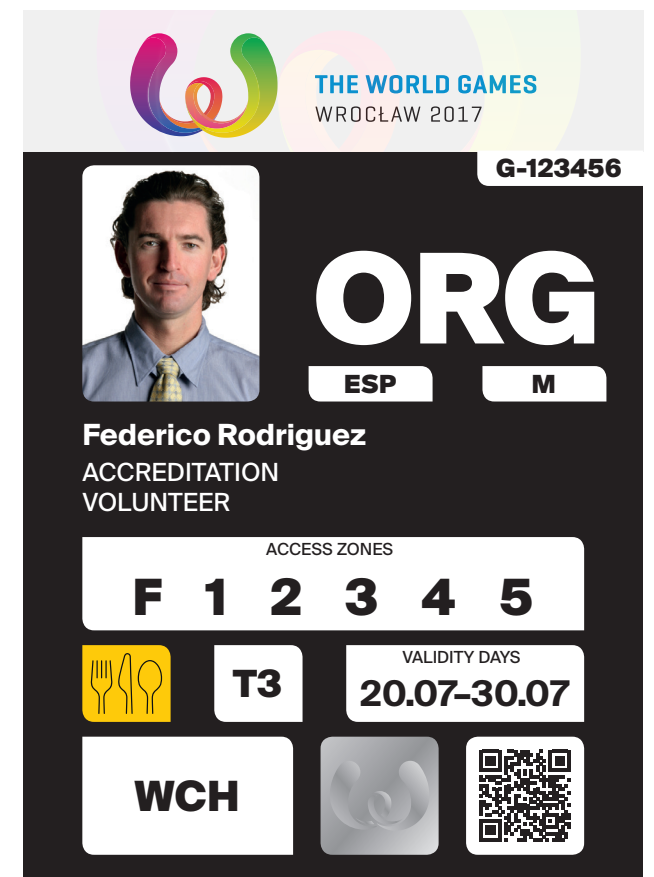 THE WORLD GAMES
WROCŁAW 2017
G-123456
ORG
ESP
M
Federico Rodriguez
ACCREDITATION
VOLUNTEER
ACCESS ZONES
F 1 2 3 4 5
T3
VALIDITY DAYS
20.07–30.07
WCH